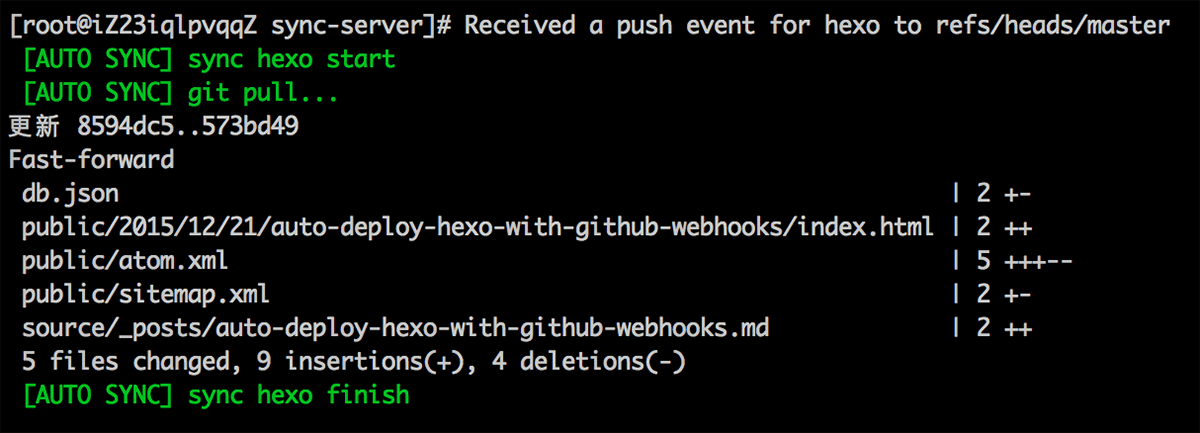 [root@iZ23iqlpvqqZ sync-server]# Received a push event for hexo to refs/heads/master
[AUTO SYNC] sync hexo start
[AUTO SYNC] git pull...
更新 8594dc5..573bd49
Fast-forward
db.json | 2 +-
public/2015/12/21/auto-deploy-hexo-with-github-webhooks/index.html | 2 ++
public/atom.xml | 5 +++--
public/sitemap.xml | 2 +-
source/_posts/auto-deploy-hexo-with-github-webhooks.md | 2 ++
5 files changed, 9 insertions(+), 4 deletions(-)
[AUTO SYNC] sync hexo finish